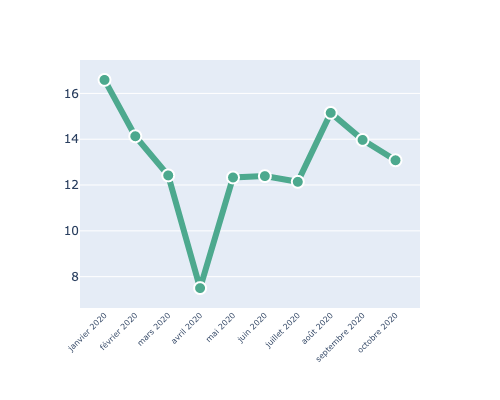 16
14
12
10
8
janvier 2020
février 2020
mars 2020
avril 2020
mai 2020
juin 2020
juillet 2020
août 2020
septembre 2020
octobre 2020